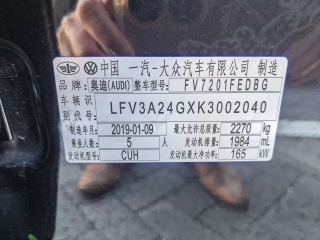 中国 一汽-大众汽车有限公司 制造
品牌:奥迪(AUDI) 整车型号: FV7201FEDBG
车辆识别代号: LFV3A24GXK3002040
制造年月: 2019-01-09 最大允许总质量: 2270 kg
乘坐人数: 5 人 发动机排量: 1984 mL
发动机型号: CUH 发动机最大净功率: 165 kW